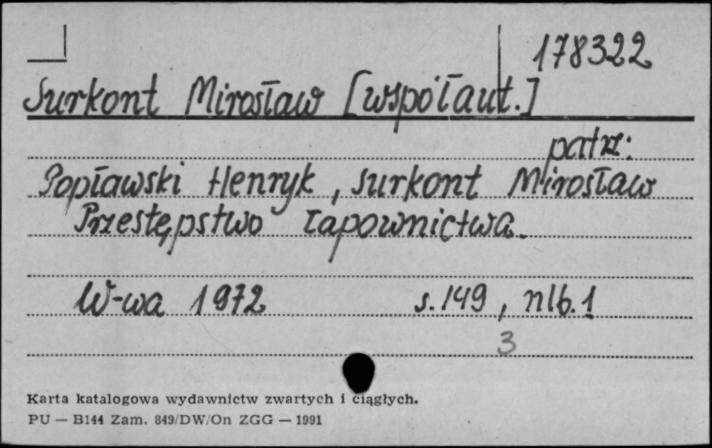 178322
Surkont Mirosław [współaut.]
patrz:
Popławski Henryk, Surkont Mirosław
Przestępstwo łapownictwa.
W-wa 1972 s. 149, nlb. 1
3
Karta katalogowa wydawnictw zwartych i ciągłych.
PU — B144 Zam. 849/DW/On ZGG — 1991